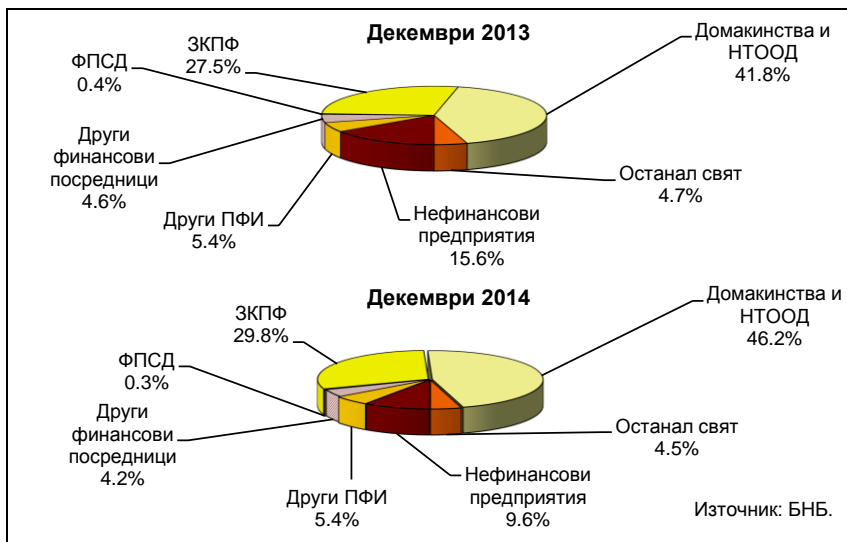 Декември 2013
ЗКПФ
27.5%
Домакинства и
НТООД
41.8%
ФПСД
0.4%
Други
финансови
посредници
4.6%
Други ПФИ
5.4%
Нефинансови
предприятия
15.6%
Останал свят
4.7%
Декември 2014
ЗКПФ
29.8%
Домакинства и
НТООД
46.2%
ФПСД
0.3%
Други
финансови
посредници
4.2%
Други ПФИ
5.4%
Нефинансови
предприятия
9.6%
Останал свят
4.5%
Източник: БНБ.